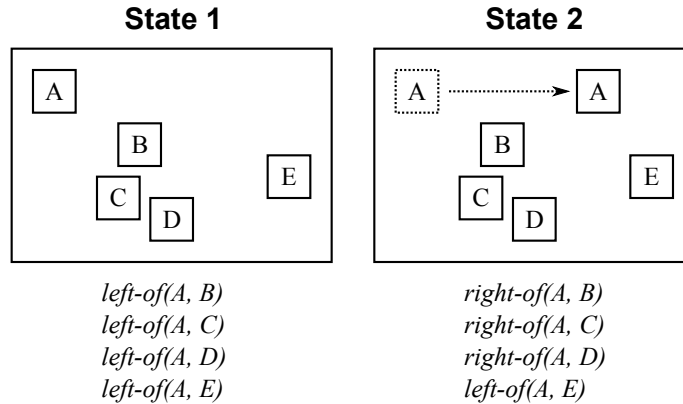 State 1
State 2
A
B
C
D
E
A
A
B
C
D
E
left-of(A, B)
left-of(A, C)
left-of(A, D)
left-of(A, E)
right-of(A, B)
right-of(A, C)
right-of(A, D)
left-of(A, E)